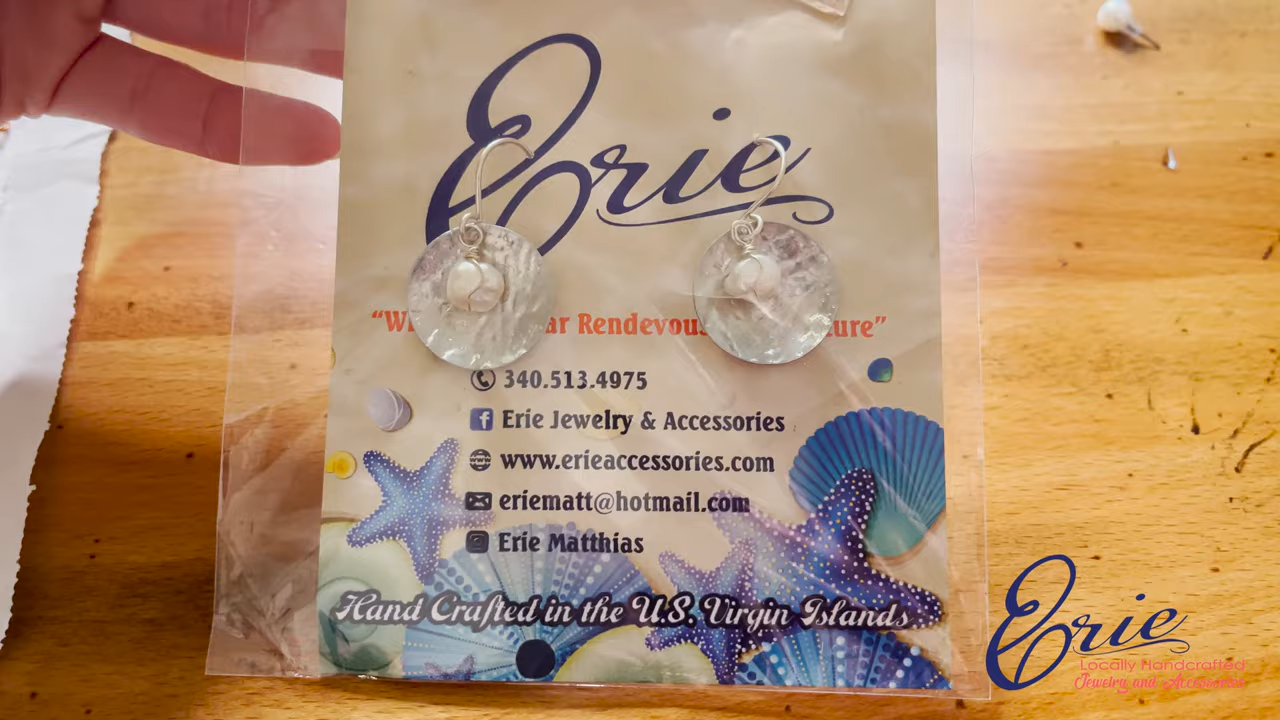 Erie
ar Rendevous
ture”
340.513.4975
Erie Jewelry & Accessories
www.erieaccessories.com
eriematt@hotmail.com
Erie Matthias
Hand Crafted in the U.S. Virgin Islands
Erie
Locally Handcrafted
Jewelry and Accessories